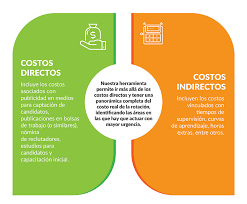 COSTOS
DIRECTOS
Incluye los costos
asociados con
publicidad en medios
para captación de
candidatos,
publicaciones en bolsas
de trabajo (o similares),
nómina
de reclutadores,
estudios para
candidatos y
capacitación inicial.
Nuestra herramienta
permite ir más allá de los
costos directos y tener una
panorámica completa del
costo real de la rotación,
identificando las áreas en
las que hay que actuar con
mayor urgencia.
COSTOS
INDIRECTOS
Incluyen los costos
vinculados con
tiempos de
supervisión, curvas
de aprendizaje, horas
extras, entre otros.